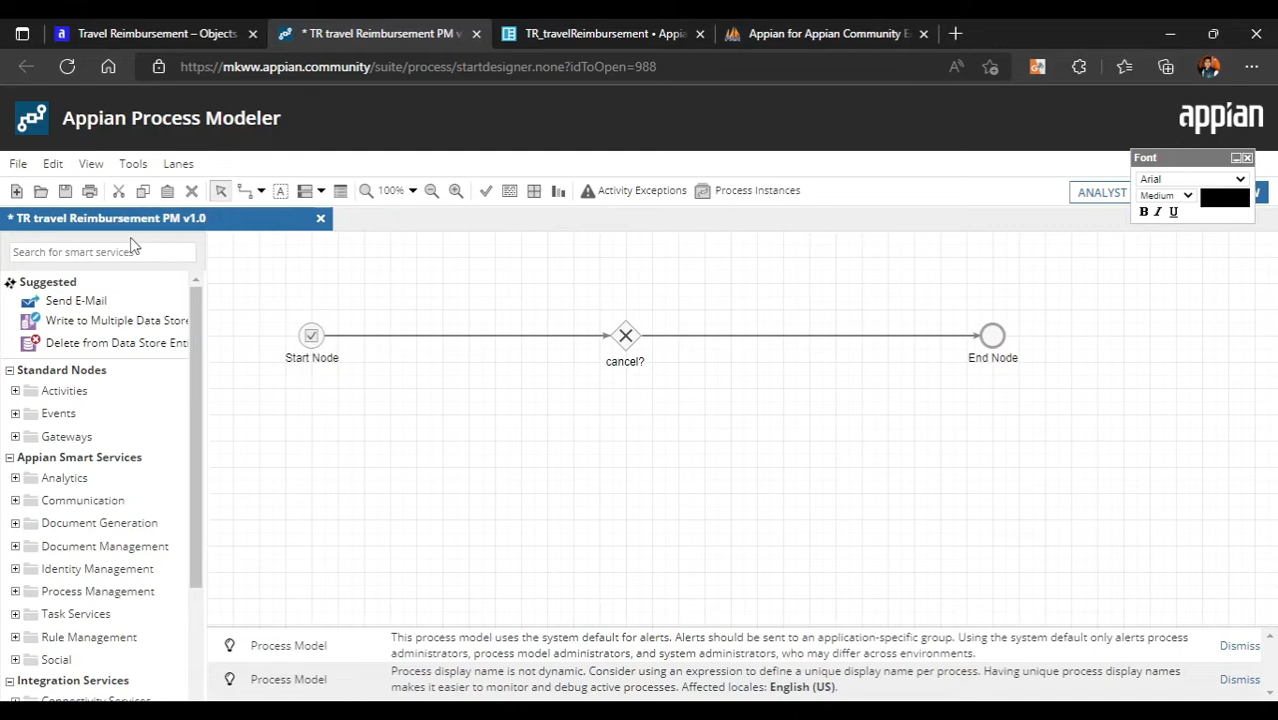 Travel Reimbursement – Objects
* TR travel Reimbursement PM v
TR_travelReimbursement • Appia
Appian for Appian Community E
https://mkww.appian.community/suite/process/startdesigner.none?idToOpen=988
Appian Process Modeler
appian
File Edit View Tools Lanes
Font
Arial
Medium
B I U
100%
Activity Exceptions
Process Instances
ANALYST
* TR travel Reimbursement PM v1.0
Search for smart services
Suggested
Send E-Mail
Write to Multiple Data Store
Delete from Data Store Enti
Standard Nodes
Activities
Events
Gateways
Appian Smart Services
Analytics
Communication
Document Generation
Document Management
Identity Management
Process Management
Task Services
Rule Management
Social
Integration Services
Start Node
cancel?
End Node
Process Model
This process model uses the system default for alerts. Alerts should be sent to an application-specific group. Using the system default only alerts process
administrators, process model administrators, and system administrators, who may differ across environments.
Dismiss
Process Model
Process display name is not dynamic. Consider using an expression to define a unique display name per process. Having unique process display names
makes it easier to monitor and debug active processes. Affected locales: English (US).
Dismiss